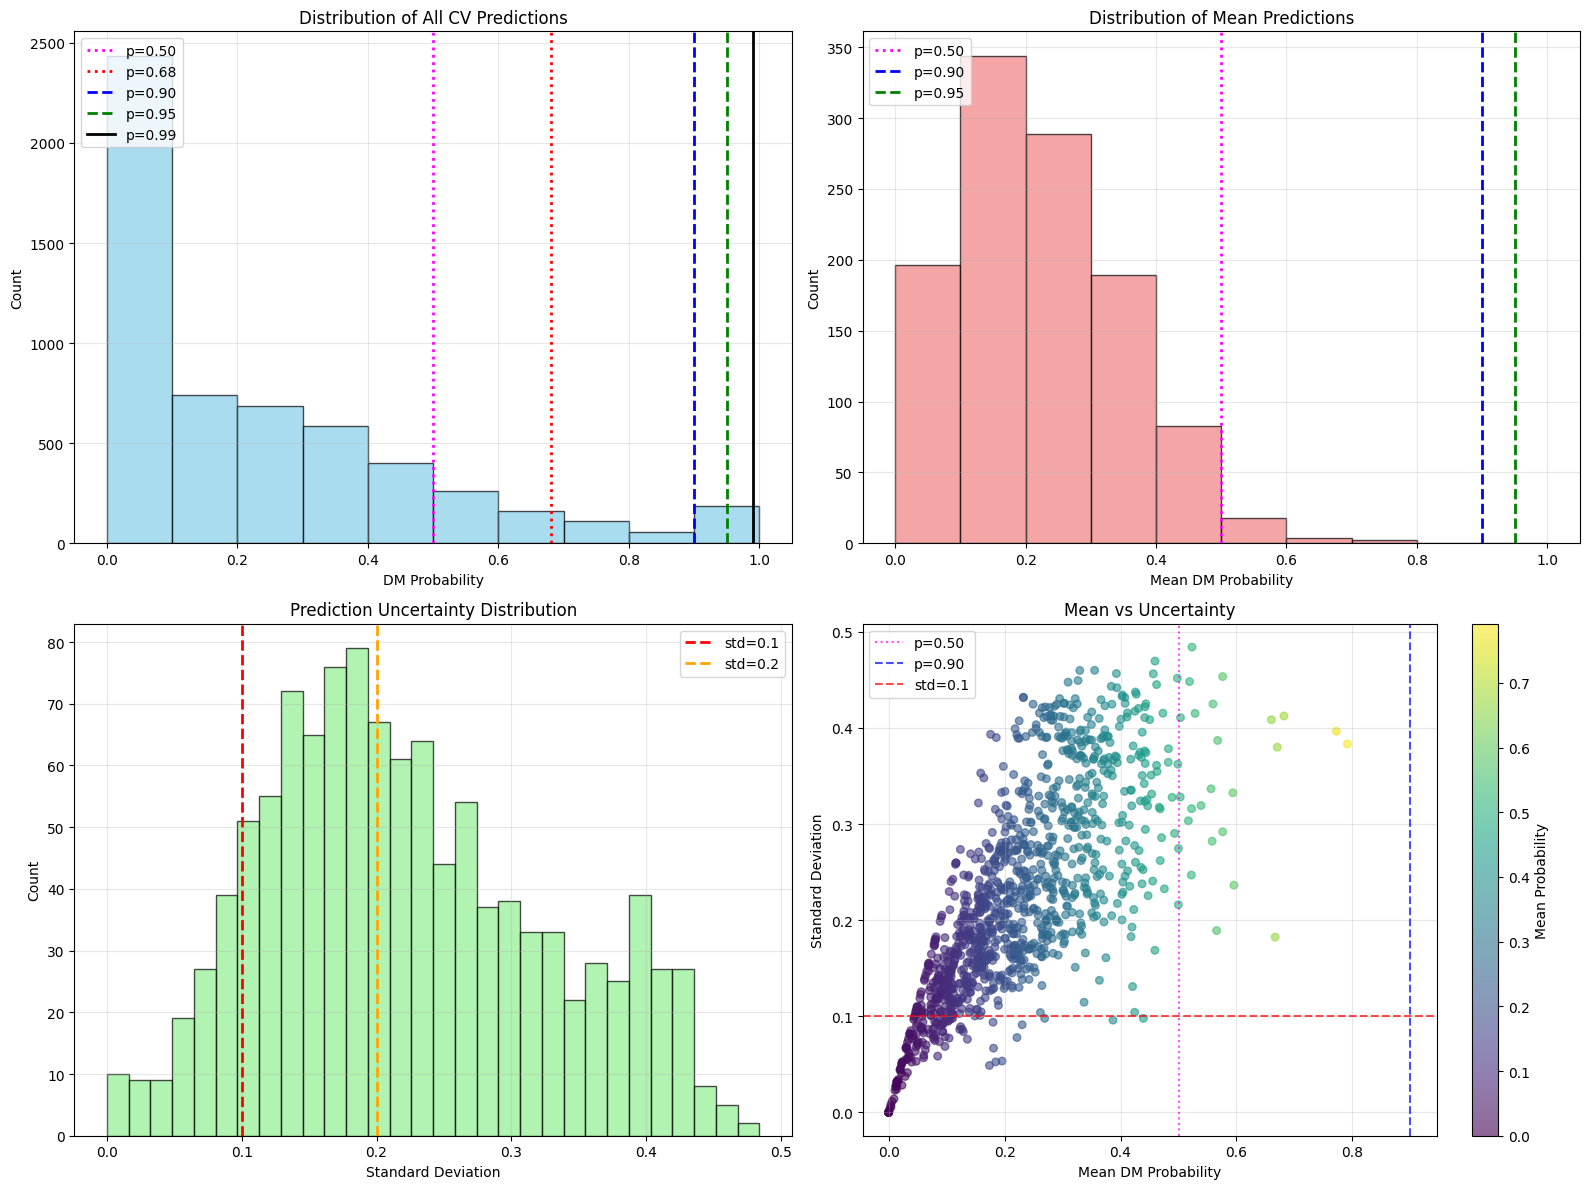 Distribution of All CV Predictions
p=0.50
p=0.68
p=0.90
p=0.95
p=0.99
Count
2500
2000
1500
1000
500
0
0.0 0.2 0.4 0.6 0.8 1.0
DM Probability
Distribution of Mean Predictions
p=0.50
p=0.90
p=0.95
Count
350
300
250
200
150
100
50
0
0.0 0.2 0.4 0.6 0.8 1.0
Mean DM Probability
Prediction Uncertainty Distribution
std=0.1
std=0.2
Count
80
70
60
50
40
30
20
10
0
0.0 0.1 0.2 0.3 0.4 0.5
Standard Deviation
Mean vs Uncertainty
p=0.50
p=0.90
std=0.1
Standard Deviation
0.5
0.4
0.3
0.2
0.1
0.0
0.0 0.2 0.4 0.6 0.8
Mean DM Probability
0.7
0.6
0.5
0.4
0.3
0.2
0.1
0.0
Mean Probability